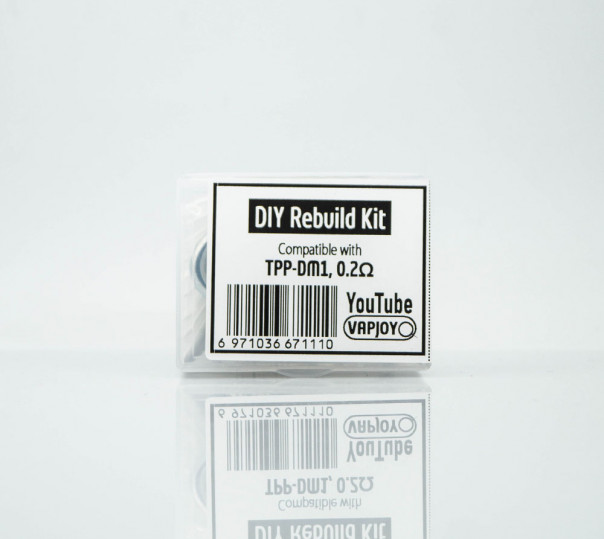 DIY Rebuild Kit
Compatible with
TPP-DM1, 0.2Ω
YouTube
VAPJOY
6 971036 671110